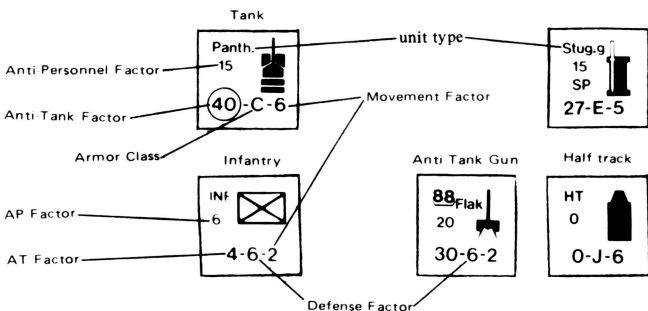 Tank
Panth.
15
40-C-6
unit type
Stug.g
15
SP
27-E-5
Anti-Personnel Factor
Anti-Tank Factor
Armor Class
Movement Factor
Infantry
INF
6
4-6-2
AP Factor
AT Factor
Anti Tank Gun
88 Flak
20
30-6-2
Half track
HT
0
0-J-6
Defense Factor